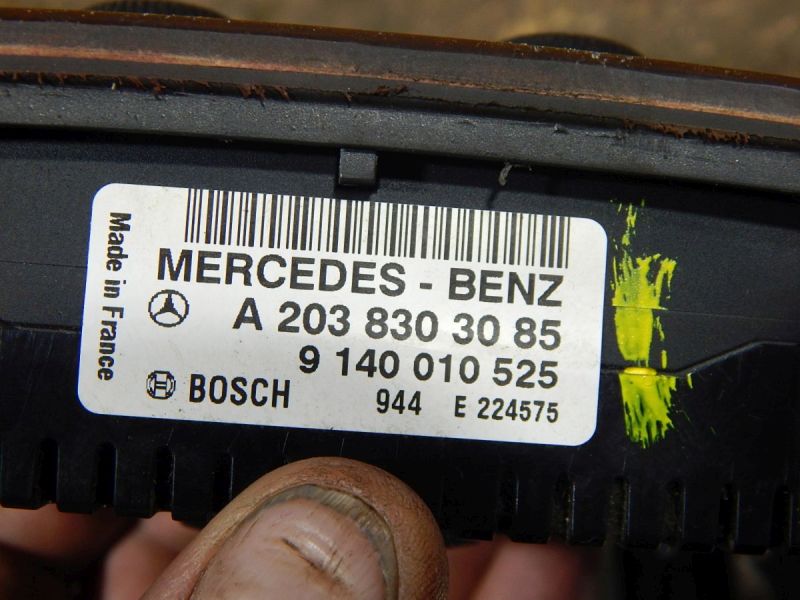 Made in France
MERCEDES - BENZ
A 203 830 30 85
9 140 010 525
BOSCH 944 E 224575